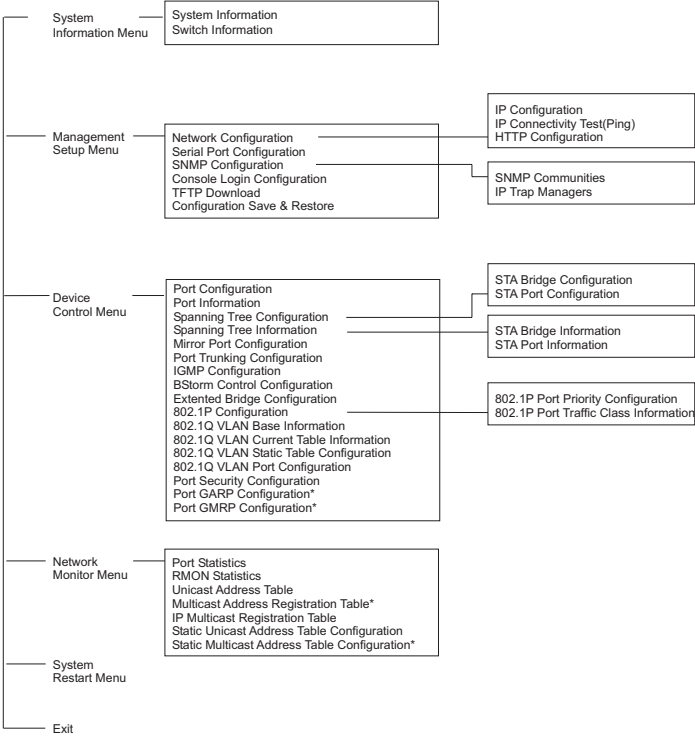 System
Information Menu
System Information
Switch Information
Management
Setup Menu
Network Configuration
Serial Port Configuration
SNMP Configuration
Console Login Configuration
TFTP Download
Configuration Save & Restore
IP Configuration
IP Connectivity Test(Ping)
HTTP Configuration
SNMP Communities
IP Trap Managers
Device
Control Menu
Port Configuration
Port Information
Spanning Tree Configuration
Spanning Tree Information
Mirror Port Configuration
Port Trunking Configuration
IGMP Configuration
BStorm Control Configuration
Extented Bridge Configuration
802.1P Configuration
802.1Q VLAN Base Information
802.1Q VLAN Current Table Information
802.1Q VLAN Static Table Configuration
802.1Q VLAN Port Configuration
Port Security Configuration
Port GARP Configuration*
Port GMRP Configuration*
STA Bridge Configuration
STA Port Configuration
STA Bridge Information
STA Port Information
802.1P Port Priority Configuration
802.1P Port Traffic Class Information
Network
Monitor Menu
Port Statistics
RMON Statistics
Unicast Address Table
Multicast Address Registration Table*
IP Multicast Registration Table
Static Unicast Address Table Configuration
Static Multicast Address Table Configuration*
System
Restart Menu
Exit